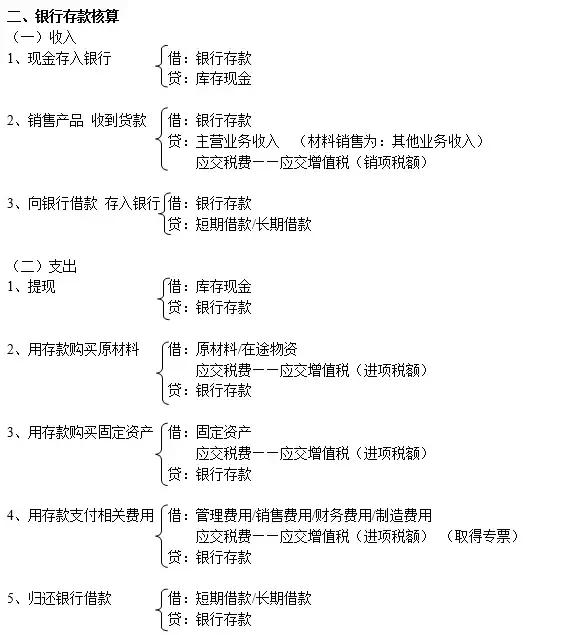 二、银行存款核算
（一）收入
1、现金存入银行 借：银行存款
贷：库存现金
2、销售产品 收到货款 借：银行存款
贷：主营业务收入 （材料销售为：其他业务收入）
应交税费——应交增值税（销项税额）
3、向银行借款 存入银行 借：银行存款
贷：短期借款/长期借款
（二）支出
1、提现 借：库存现金
贷：银行存款
2、用存款购买原材料 借：原材料/在途物资
应交税费——应交增值税（进项税额）
贷：银行存款
3、用存款购买固定资产 借：固定资产
应交税费——应交增值税（进项税额）
贷：银行存款
4、用存款支付相关费用 借：管理费用/销售费用/财务费用/制造费用
应交税费——应交增值税（进项税额） （取得专票）
贷：银行存款
5、归还银行借款 借：短期借款/长期借款
贷：银行存款